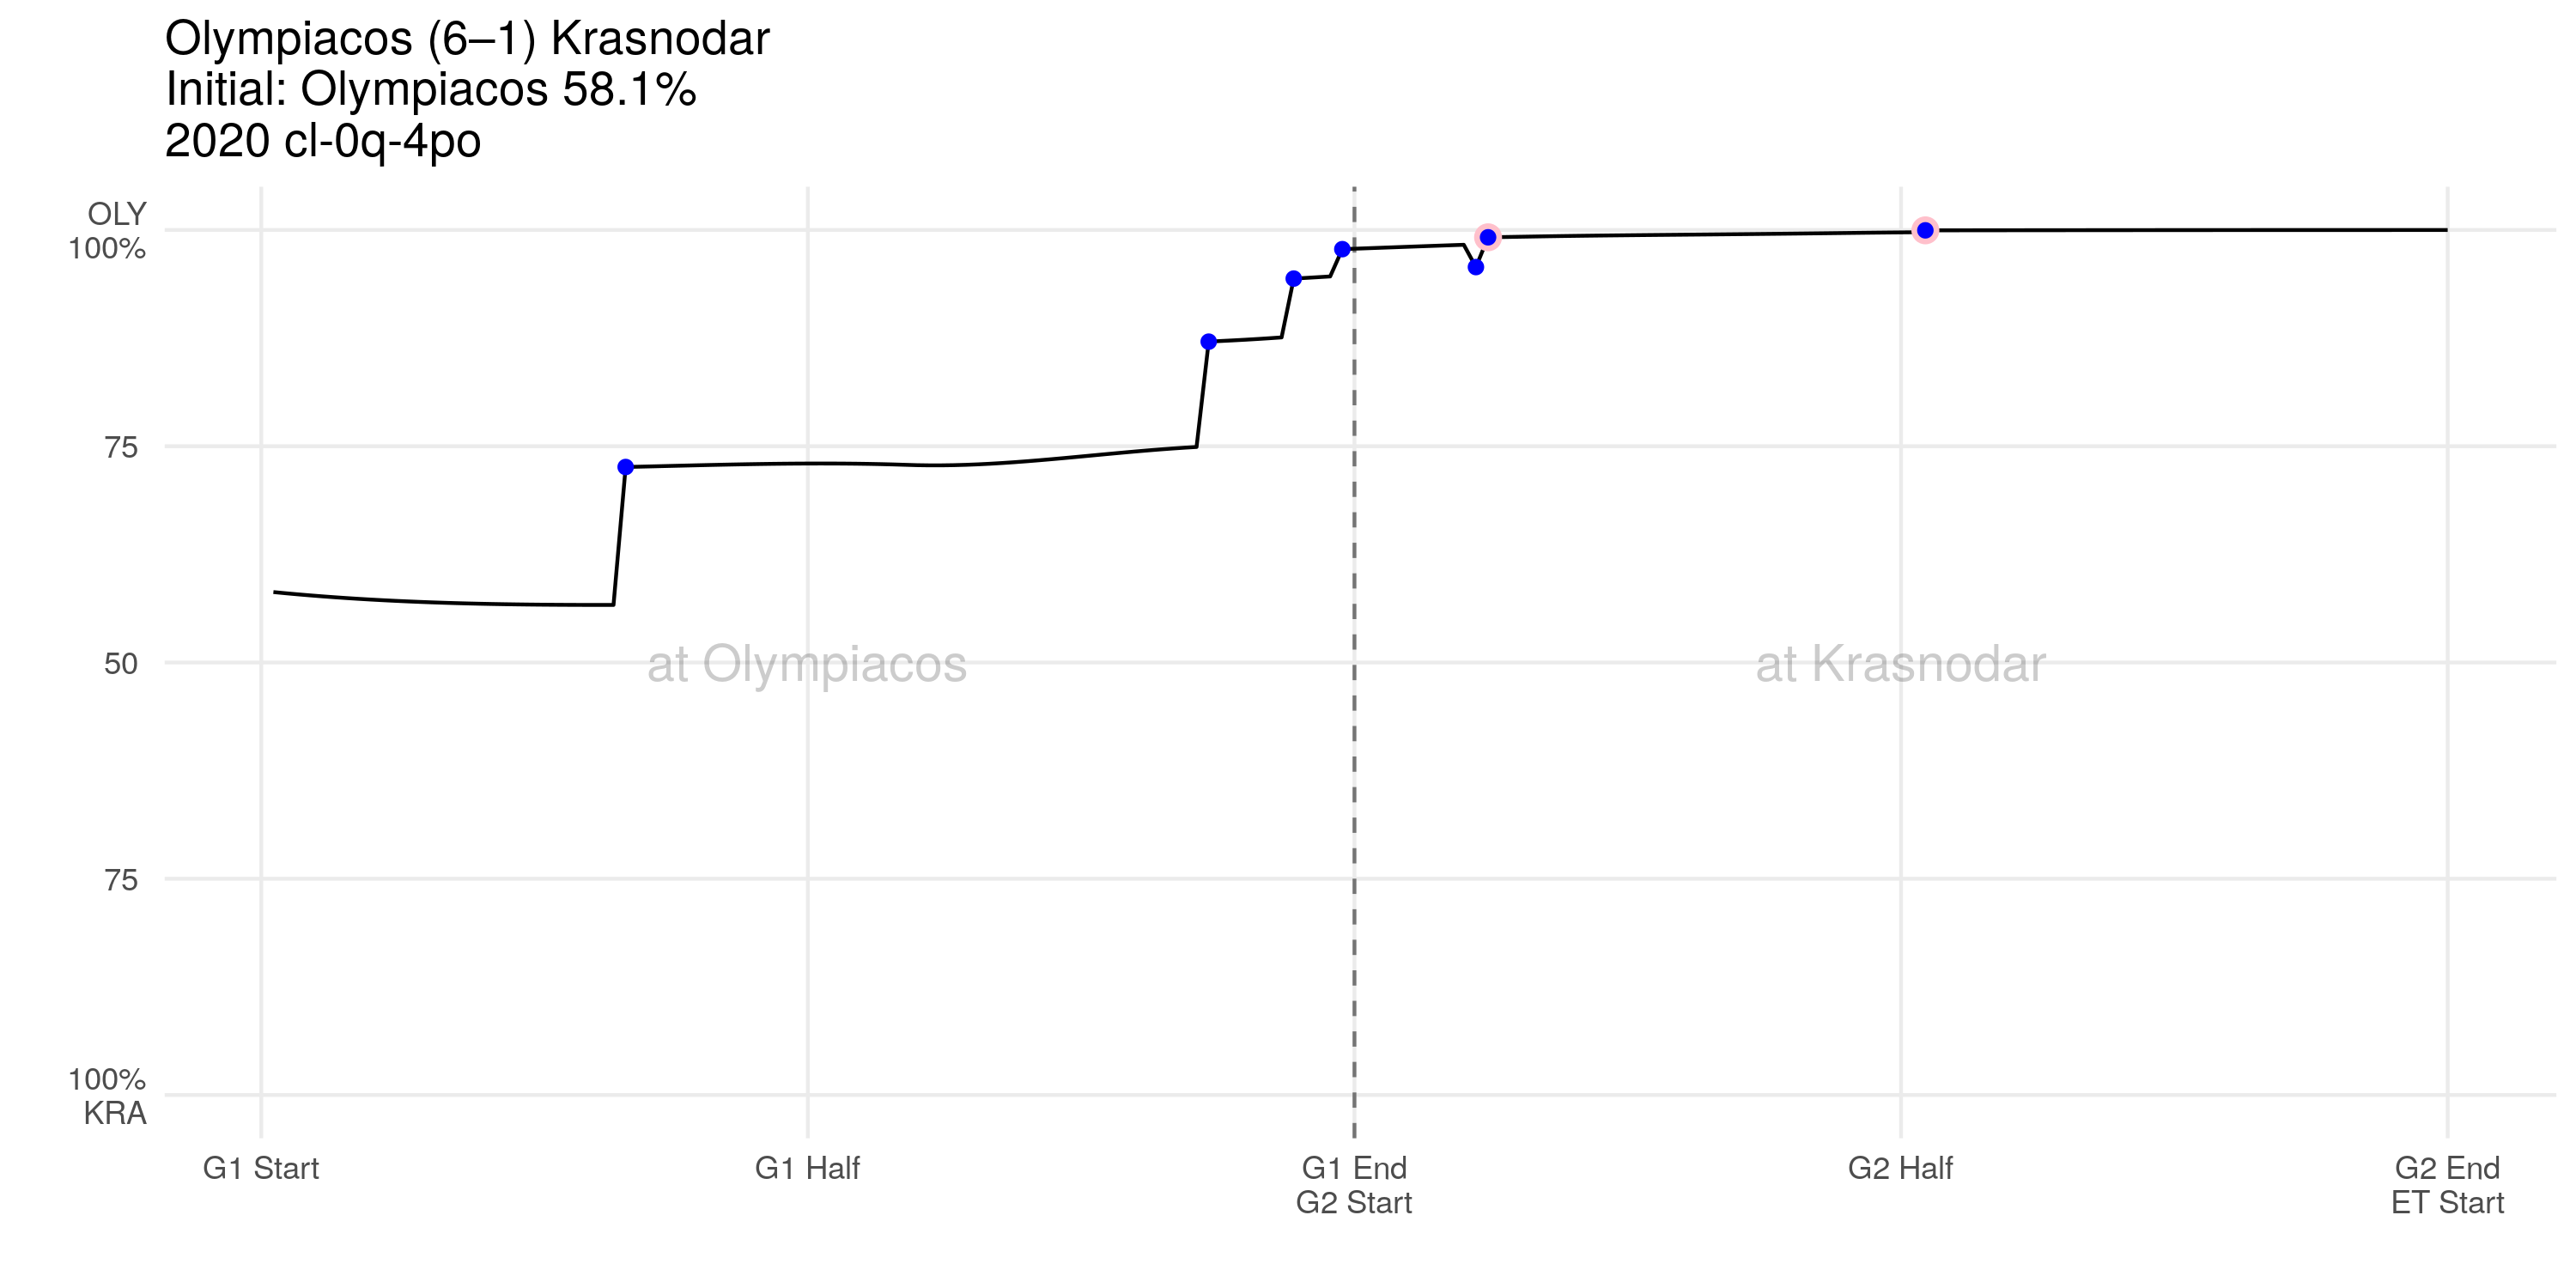 Olympiacos (6–1) Krasnodar
Initial: Olympiacos 58.1%
2020 cl-0q-4po
OLY
100%
75
50
75
100%
KRA
at Olympiacos
at Krasnodar
G1 Start
G1 Half
G1 End
G2 Start
G2 Half
G2 End
ET Start